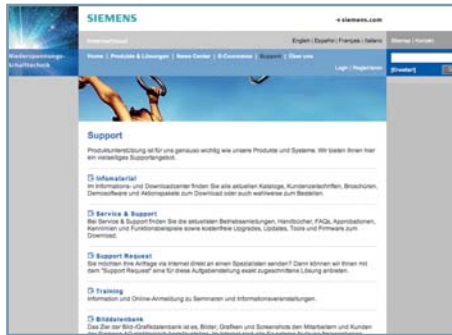 SIEMENS
siemens.com
International
English | Español | Français | Italiano
Sitemap | Kontakt
Niederspannungs-
Schalttechnik
Home | Produkte & Lösungen | News Center | E-Commerce | Support | Über uns
Login | Registrieren
[Erweitert]
Support
Produktunterstützung ist für uns genauso wichtig wie unsere Produkte und Systeme. Wir bieten Ihnen hier
ein vielseitiges Supportangebot.
Infomaterial
Im Informations- und Downloadcenter finden Sie alle aktuellen Kataloge, Kundenzeitschriften, Broschüren,
Demosoftware und Aktionspakete zum Download oder auch wahlweise zum Bestellen.
Service & Support
Bei Service & Support finden Sie die aktuellsten Betriebsanleitungen, Handbücher, FAQs, Approbationen,
Kennlinien und Funktionsbeispiele sowie kostenfreie Upgrades, Updates, Tools und Firmware zum
Download.
Support Request
Sie möchten Ihre Anfrage via Internet direkt an einen Spezialisten senden? Dann können wir Ihnen mit
dem "Support Request" eine für diese Aufgabenstellung exakt zugeschnittene Lösung anbieten.
Training
Information und Online-Anmeldung zu Seminaren und Informationsveranstaltungen.
Bilddatenbank
Das Ziel der Bild-/Grafikdatenbank ist es, Bilder, Grafiken und Screenshots den Mitarbeitern und Kunden